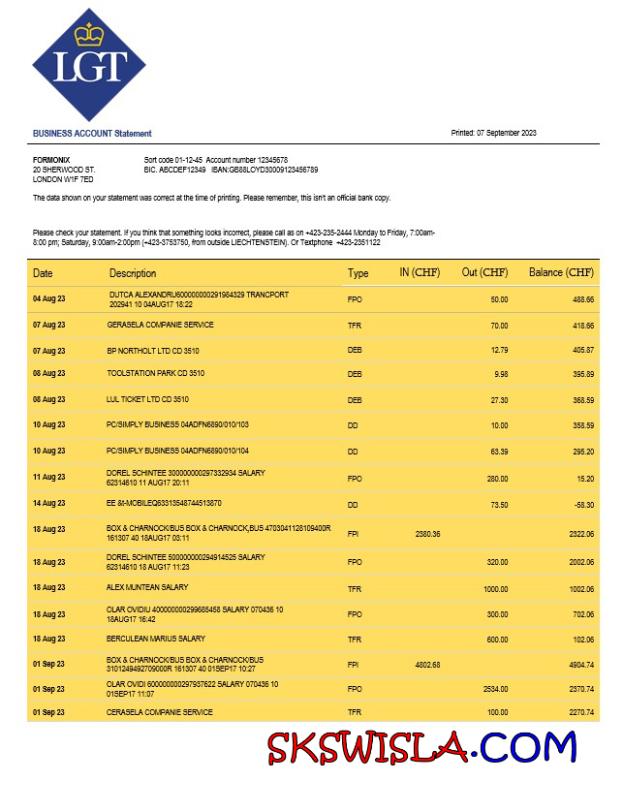 LGT
BUSINESS ACCOUNT Statement Printed: 07 September 2023
FORMONIX Sort code 01-12-45 Account number 12345678
20 SHERWOOD ST. BIC. ABCDEF12349 IBAN:GB88LOYD30009123456789
LONDON W1F 7ED
The data shown on your statement was correct at the time of printing. Please remember, this isn't an official bank copy.
Please check your statement. If you think that something looks incorrect, please call as on +423-235-2444 Monday to Friday, 7:00am-
8:00 pm; Saturday, 9:00am-2:00pm (+423-3753750, from outside LIECHTENSTEIN). Or Textphone +423-2351122
Date Description Type IN (CHF) Out (CHF) Balance (CHF)
04 Aug 23 DUTCA ALEXANDRU600000000291984329 TRANCPORT
202941 10 04AUG17 18:22 FPO 50.00 488.66
07 Aug 23 GERASELA COMPANIE SERVICE TFR 70.00 418.66
07 Aug 23 BP NORTHOLT LTD CD 3510 DEB 12.79 405.87
08 Aug 23 TOOLSTATION PARK CD 3510 DEB 9.98 395.89
08 Aug 23 LUL TICKET LTD CD 3510 DEB 27.30 368.59
10 Aug 23 PC/SIMPLY BUSINESS 04ADFN6890/010/103 DD 10.00 358.59
10 Aug 23 PC/SIMPLY BUSINESS 04ADFN6890/010/104 DD 63.39 295.20
11 Aug 23 DOREL SCHINTEE 300000000297332934 SALARY
62314610 11 AUG17 20:11 FPO 280.00 15.20
14 Aug 23 EE &t-MOBILEQ63313548744513870 DD 73.50 -58.30
18 Aug 23 BOX & CHARNOCK/BUS BOX & CHARNOCK,BUS 4703041128109400R
161307 40 18AUG17 03:11 FPI 2380.36 2322.06
18 Aug 23 DOREL SCHINTEE 500000000294914525 SALARY
62314610 18 AUG17 11:23 FPO 320.00 2002.06
18 Aug 23 ALEX MUNTEAN SALARY TFR 1000.00 1002.06
18 Aug 23 OLAR OVIDIU 400000000299688458 SALARY 070436 10
18AUG17 16:42 FPO 300.00 702.06
18 Aug 23 BERCULEAN MARIUS SALARY TFR 600.00 102.06
01 Sep 23 BOX & CHARNOCK/BUS BOX & CHARNOCK/BUS
3101249492709000R 161307 40 01SEP17 10:27 FPI 4802.68 4904.74
01 Sep 23 OLAR OVIDI 600000000297937622 SALARY 070436 10
01SEP17 11:07 FPO 2534.00 2370.74
01 Sep 23 CERASELA COMPANIE SERVICE TFR 100.00 2270.74
SKSWISLA.COM